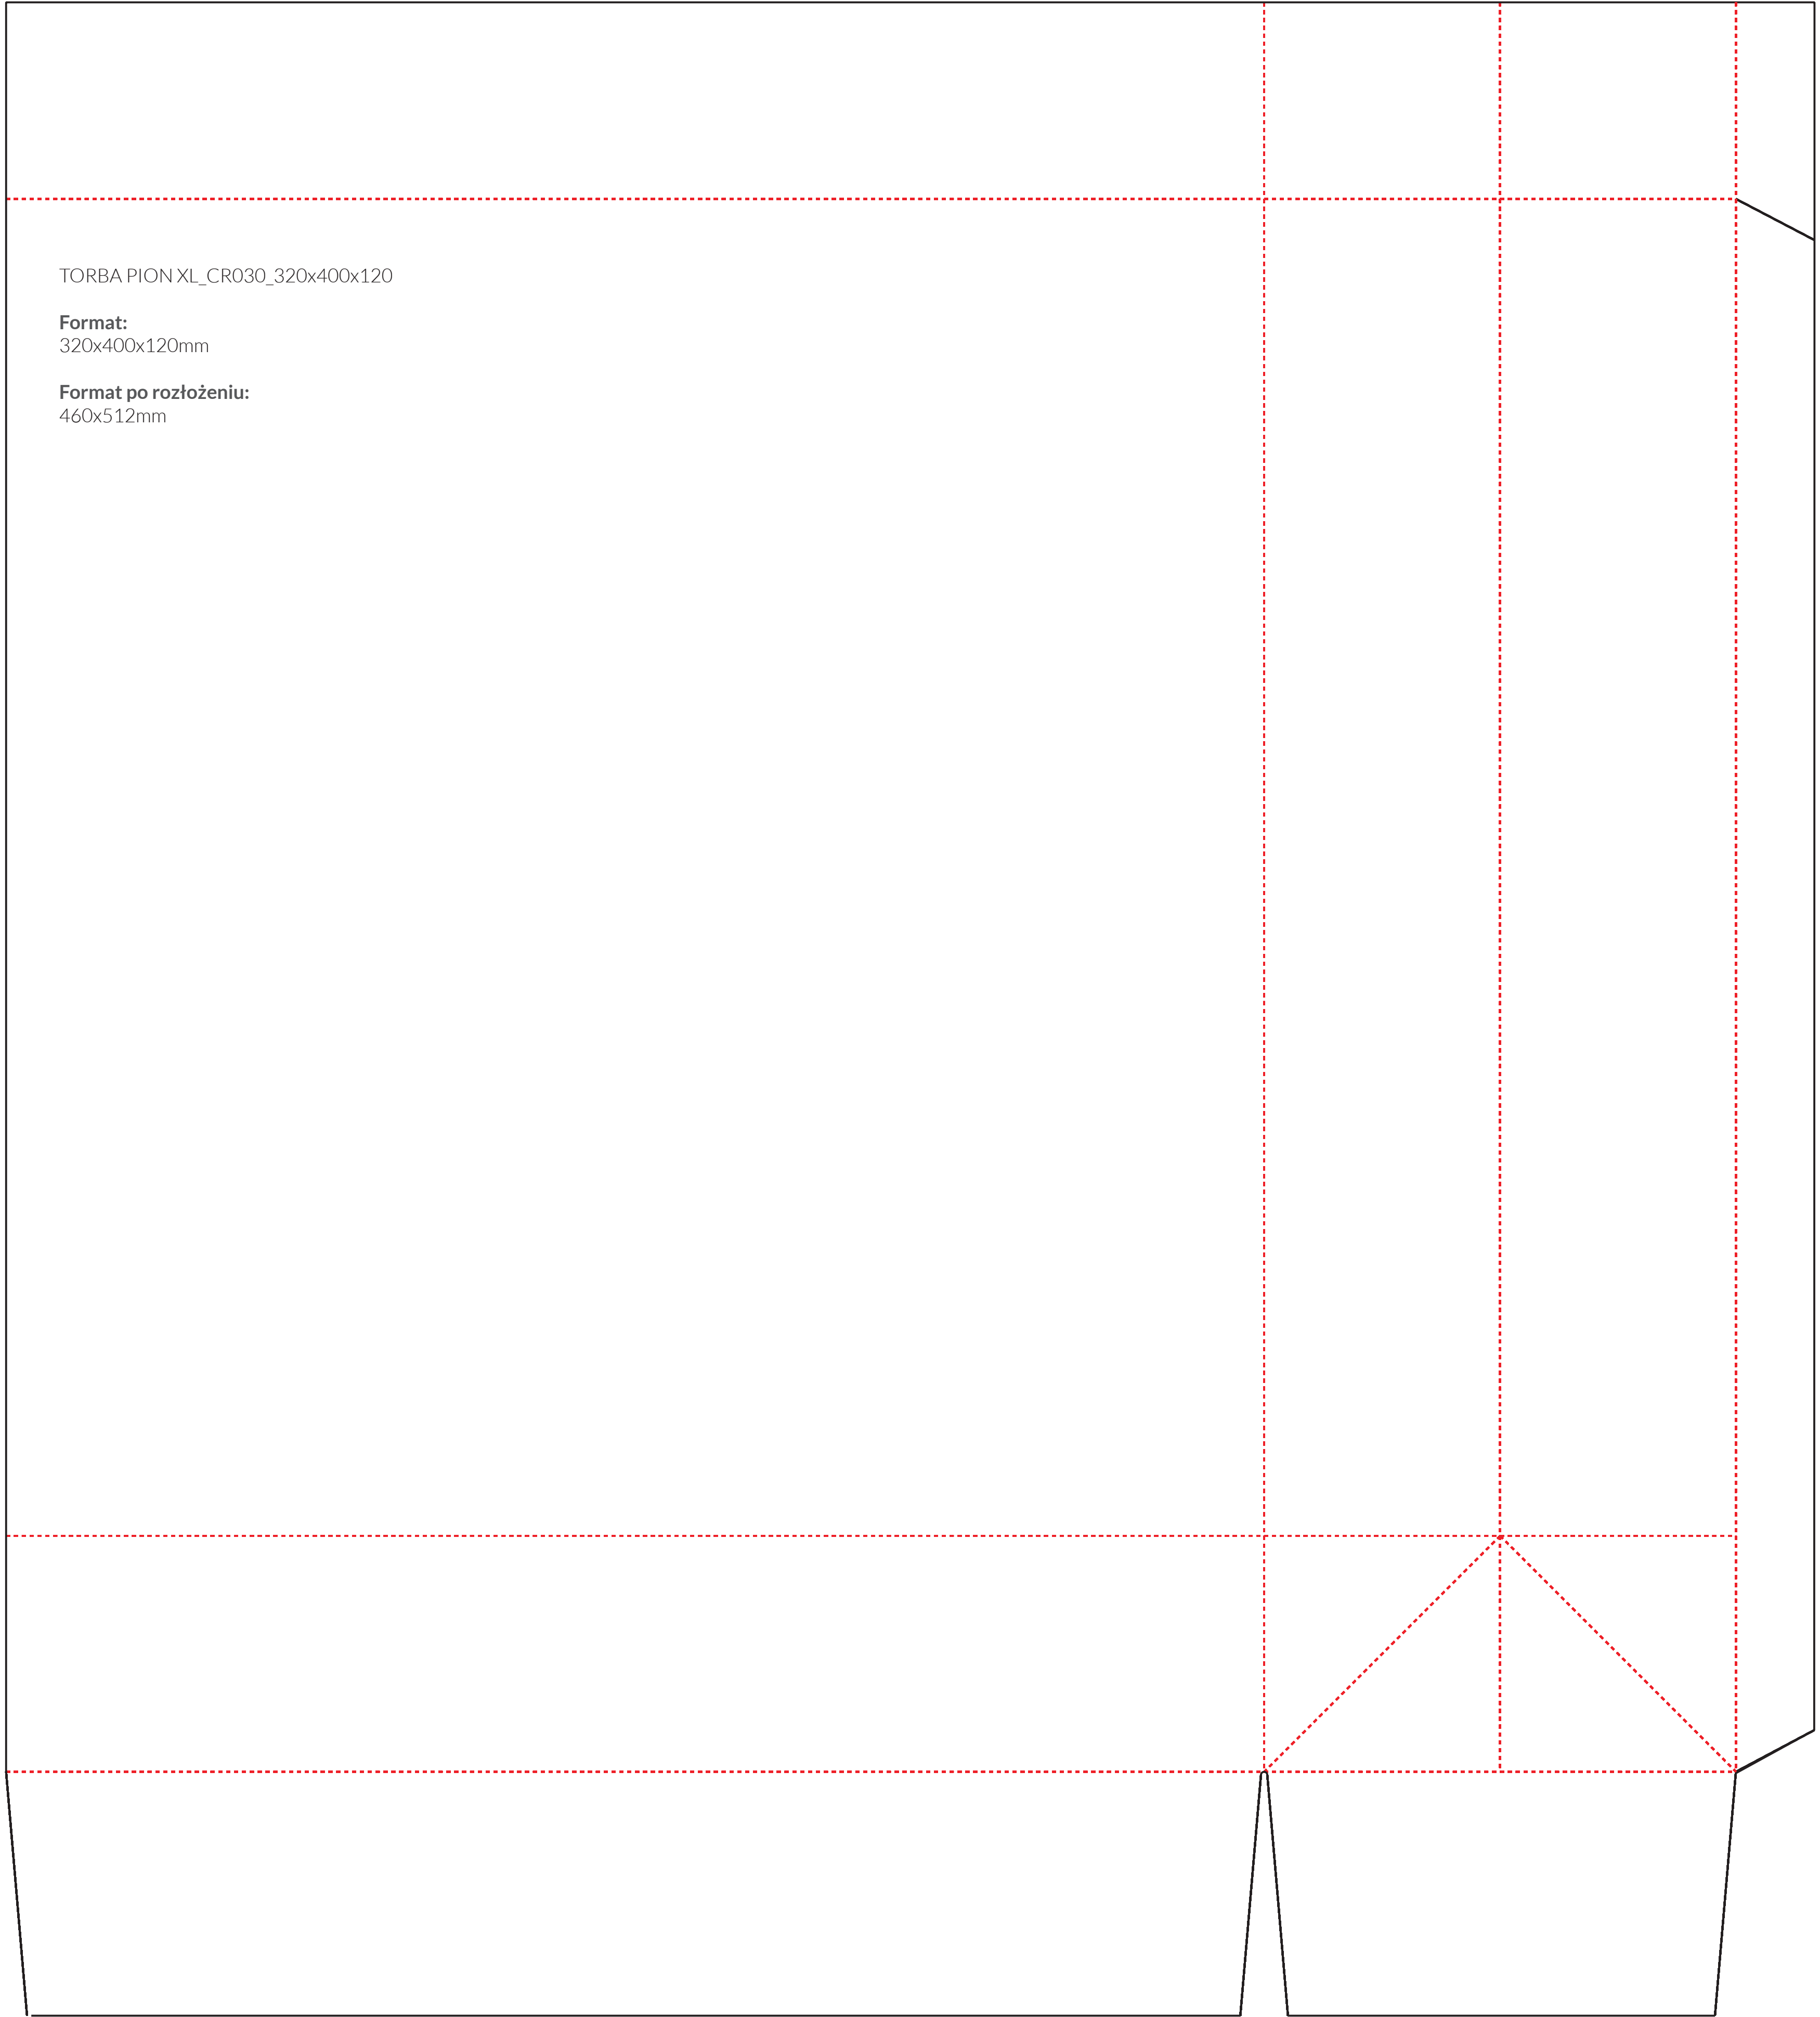 TORBA PION XL_CR030_320x400x120
Format:
320x400x120mm
Format po rozłożeniu:
460x512mm